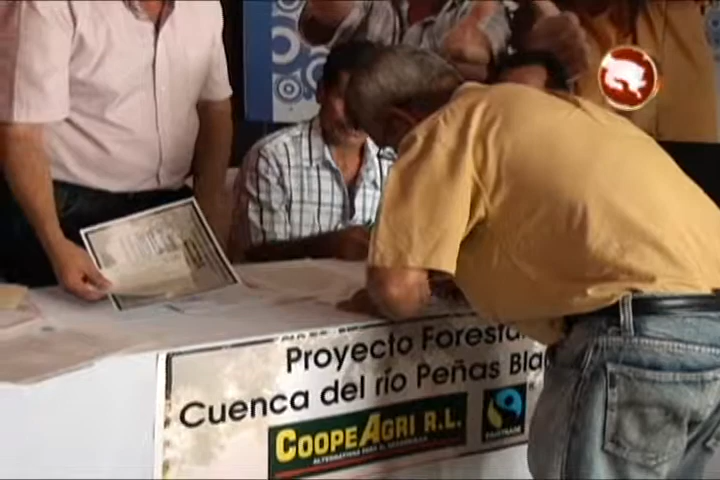 Proyecto Foresta
Cuenca del río Peñas Bla
COOPEAGRI R.L.
FAIRTRADE